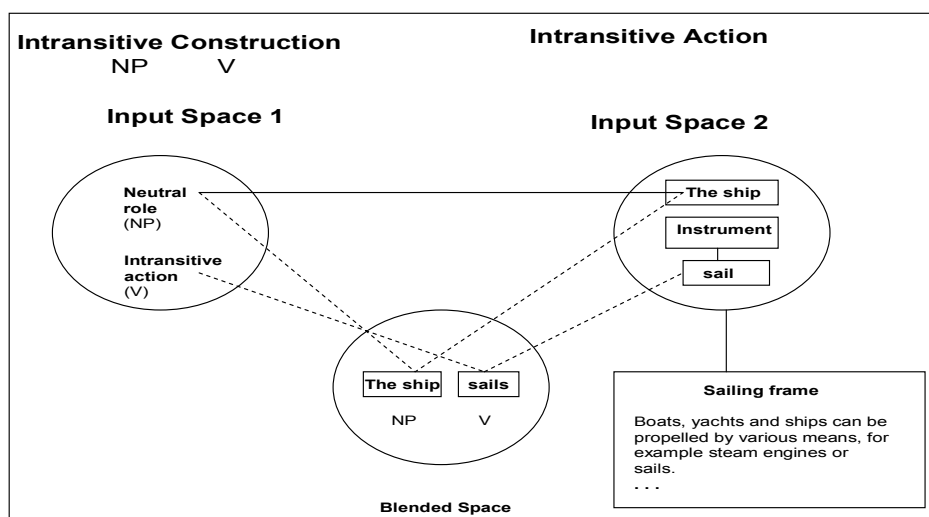 Intransitive Construction
NP V
Intransitive Action
Input Space 1
Input Space 2
Neutral
role
(NP)
Intransitive
action
(V)
The ship
Instrument
sail
The ship
sails
NP V
Blended Space
Sailing frame
Boats, yachts and ships can be
propelled by various means, for
example steam engines or
sails.
. . .